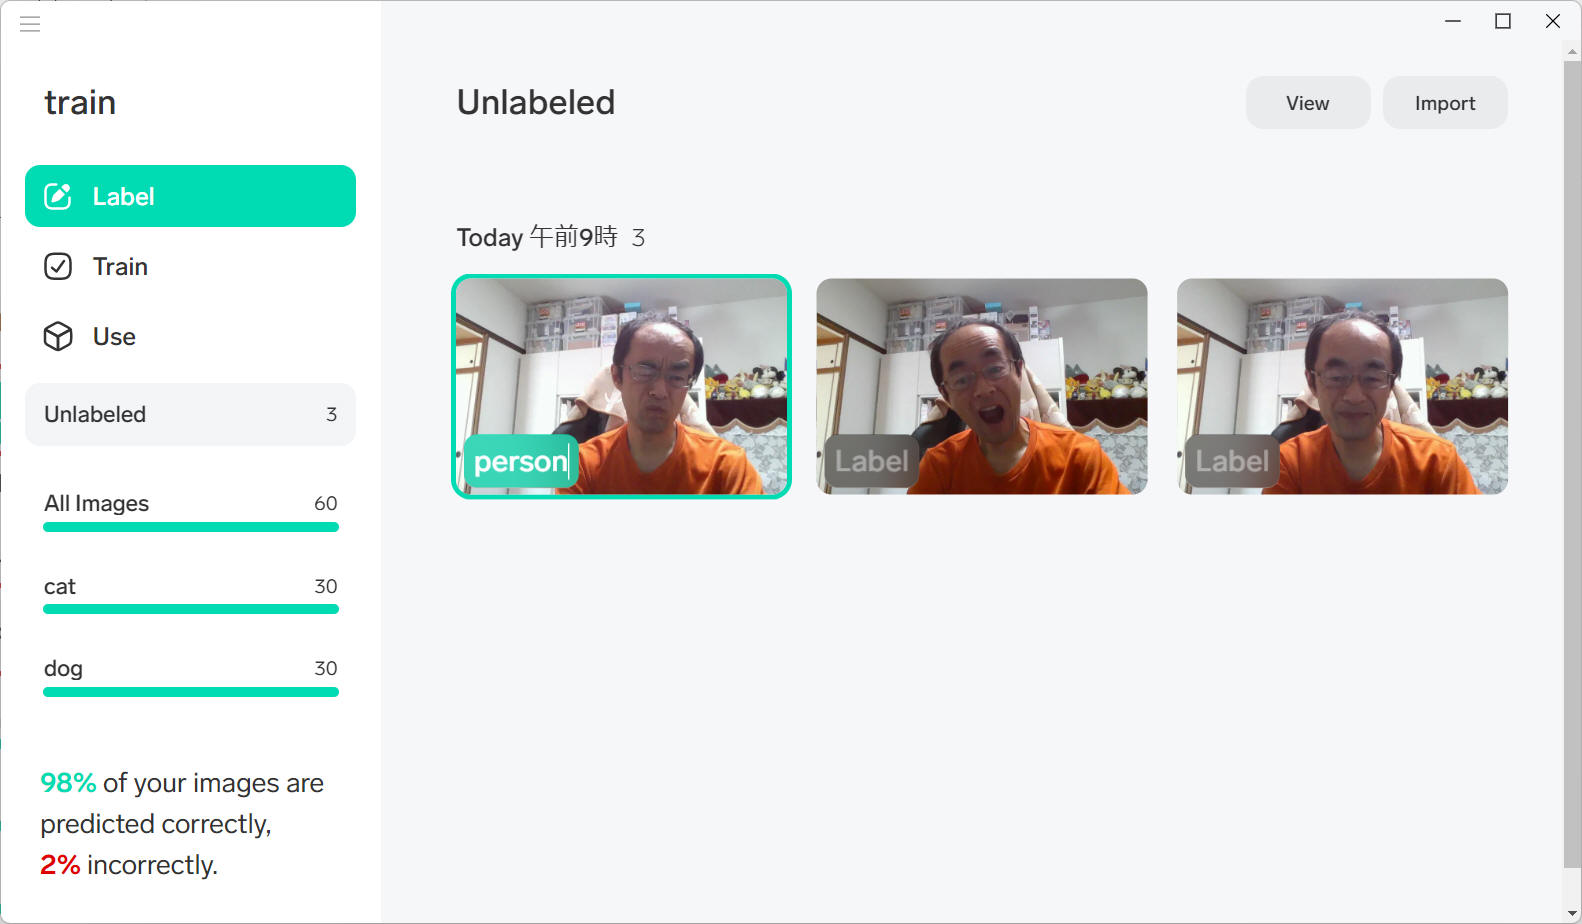 train
Label
Train
Use
Unlabeled 3
All Images 60
cat 30
dog 30
98% of your images are
predicted correctly,
2% incorrectly.
Unlabeled
View
Import
Today 午前9時 3
person
Label
Label